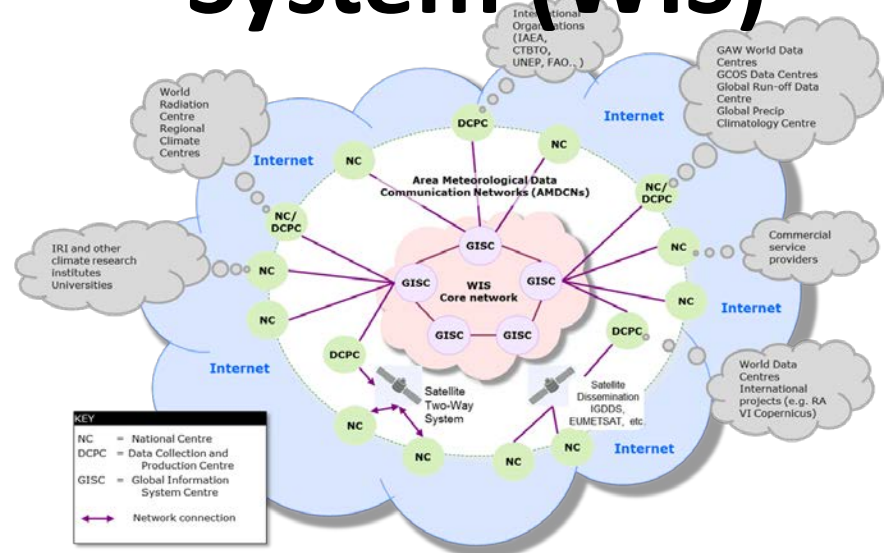 System (WIS)
International
Organizations
(IAEA,
CTBTO,
UNEP, FAO.. )
GAW World Data
Centres
GCOS Data Centres
Global Run-off Data
Centre
Global Precip
Climatology Centre
World
Radiation
Centre
Regional
Climate
Centres
Internet
Internet
DCPC
NC
NC
Area Meteorological Data
Communication Networks (AMDCNs)
NC/
DCPC
NC/
DCPC
IRI and other
climate research
institutes
Universities
NC
NC
GISC
GISC
GISC
WIS
Core network
GISC
GISC
NC
Commercial
service
providers
NC
Internet
DCPC
DCPC
Internet
World Data
Centres
International
projects (e.g. RA
VI Copernicus)
Satellite
Two-Way
System
Satellite
Dissemination
IGDDS,
EUMETSAT, etc.
NC
NC
NC
NC
Internet
KEY
NC = National Centre
DCPC = Data Collection and
Production Centre
GISC = Global Information
System Centre
Network connection